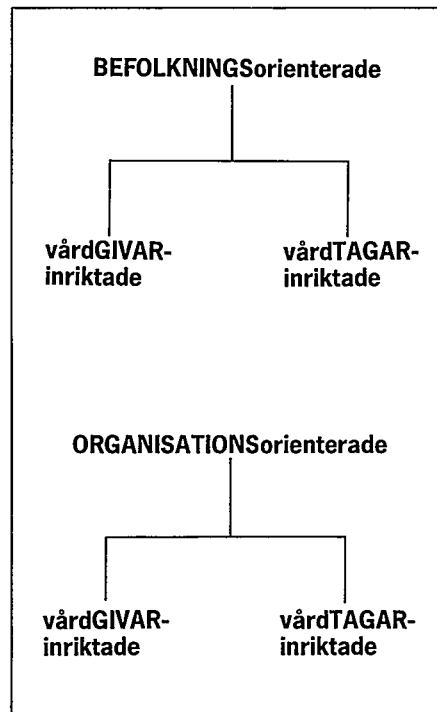 BEFOLKNINGSorienterade
vårdGIVAR- vårdTAGAR-
inriktade inriktade
ORGANISATIONSorienterade
vårdGIVAR- vårdTAGAR-
inriktade inriktade